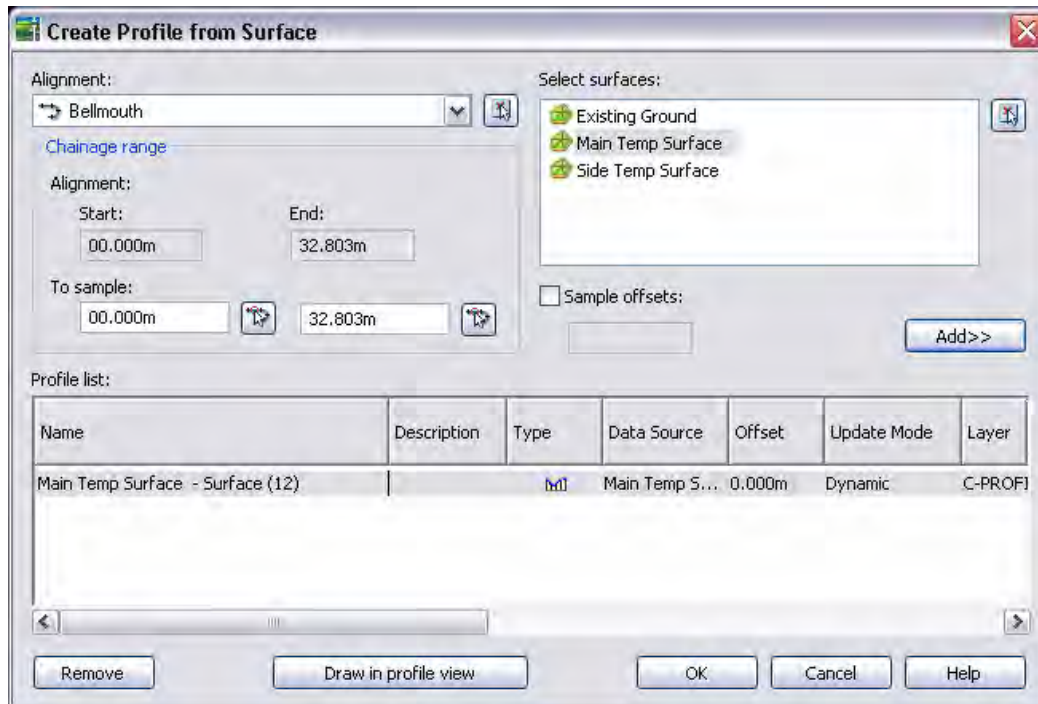 Create Profile from Surface
Alignment:
Bellmouth
Chainage range
Alignment:
Start:
End:
00.000m
32.803m
To sample:
00.000m
32.803m
Select surfaces:
Existing Ground
Main Temp Surface
Side Temp Surface
Sample offsets:
Add>>
Profile list:
Name Description Type Data Source Offset Update Mode Layer
Main Temp Surface - Surface (12) Main Temp S... 0.000m Dynamic C-PROFI
Remove
Draw in profile view
OK
Cancel
Help